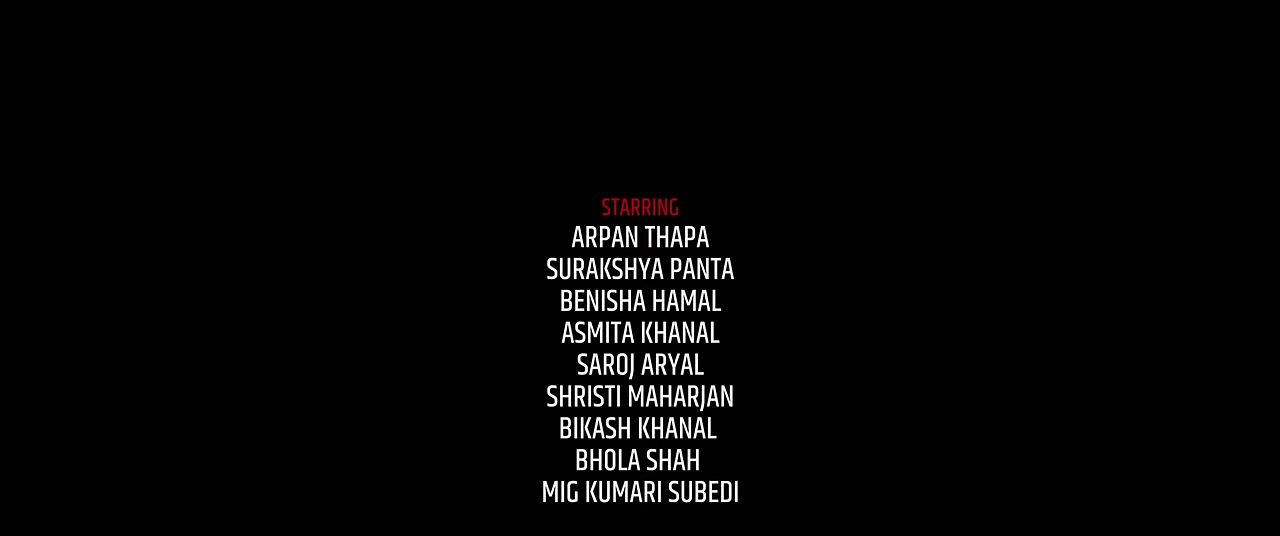 STARRING
ARPAN THAPA
SURAKSHYA PANTA
BENISHA HAMAL
ASMITA KHANAL
SAROJ ARYAL
SHRISTI MAHARJAN
BIKASH KHANAL
BHOLA SHAH
MIG KUMARI SUBEDI